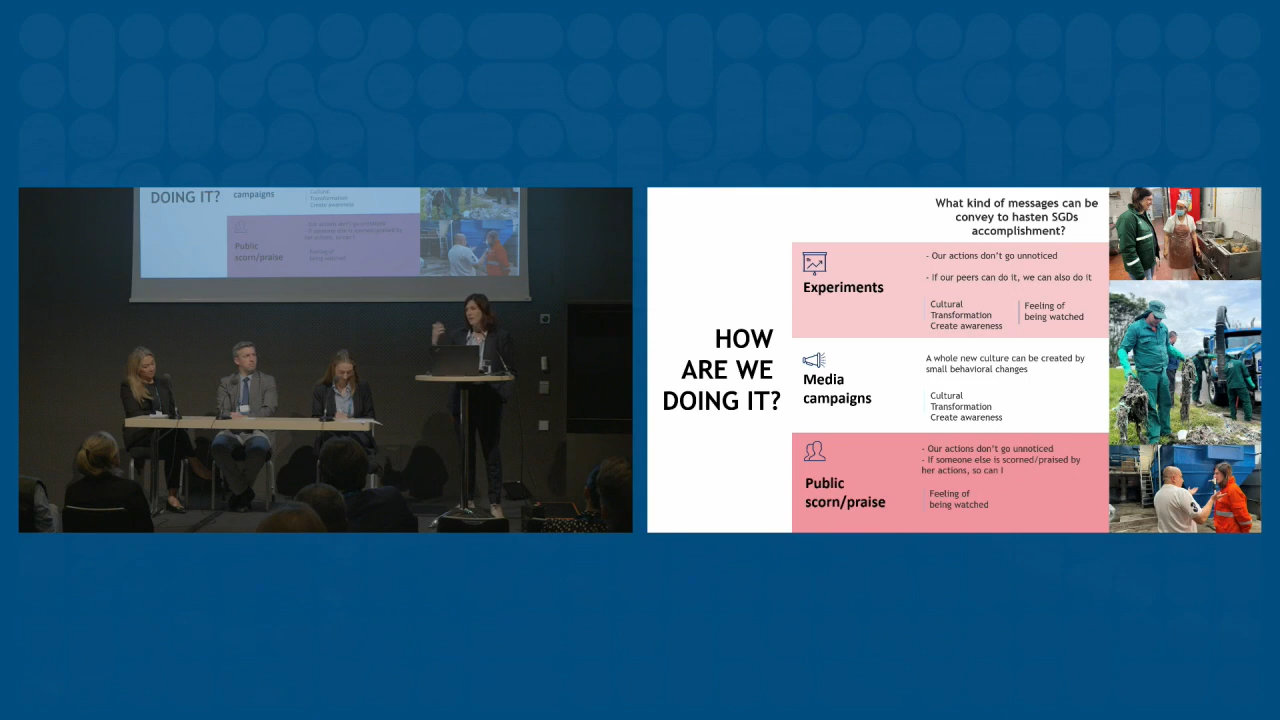 DOING IT?
campaigns
Cultural
Transformation
Create awareness
Public
scorn/praise
Feeling of
being watched
HOW
ARE WE
DOING IT?
What kind of messages can be
convey to hasten SGDs
accomplishment?
Experiments
- Our actions don't go unnoticed
- If our peers can do it, we can also do it
Cultural
Transformation
Create awareness
Feeling of
being watched
Media
campaigns
A whole new culture can be created by
small behavioral changes
Cultural
Transformation
Create awareness
Public
scorn/praise
- Our actions don't go unnoticed
- If someone else is scorned/praised by
her actions, so can I
Feeling of
being watched